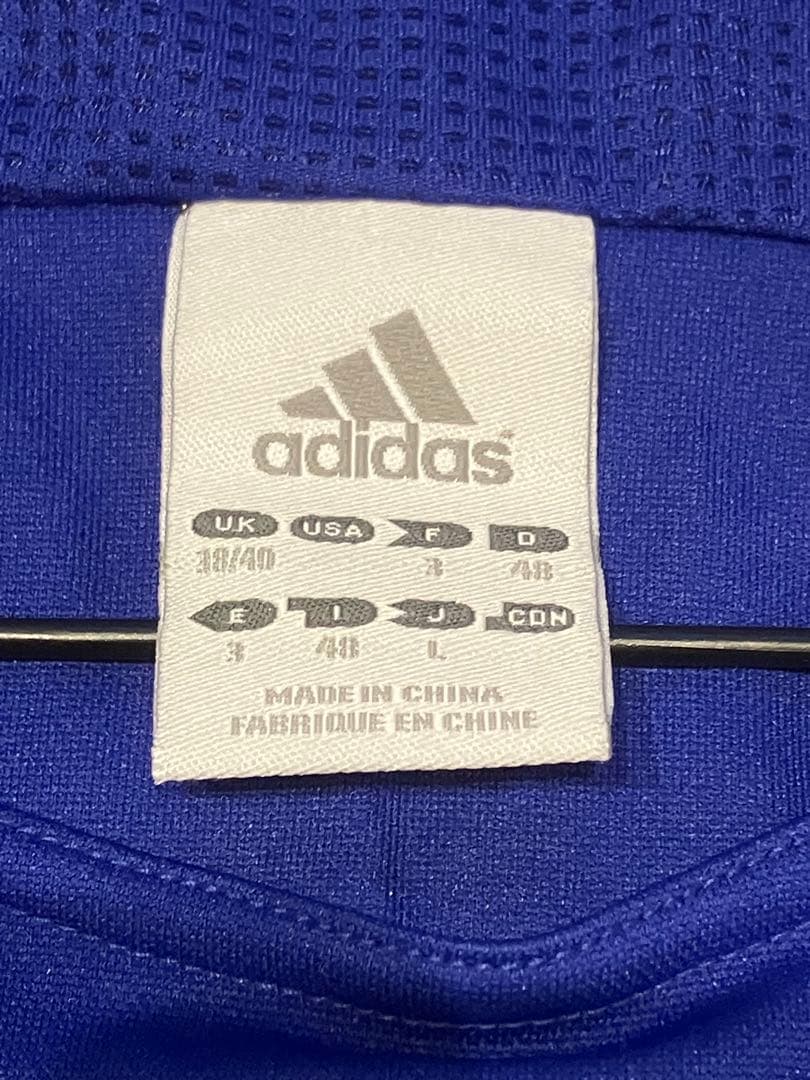 adidas
UK USA F D
38/40 3 48
E I J CDN
3 48 L
MADE IN CHINA
FABRIQUE EN CHINE